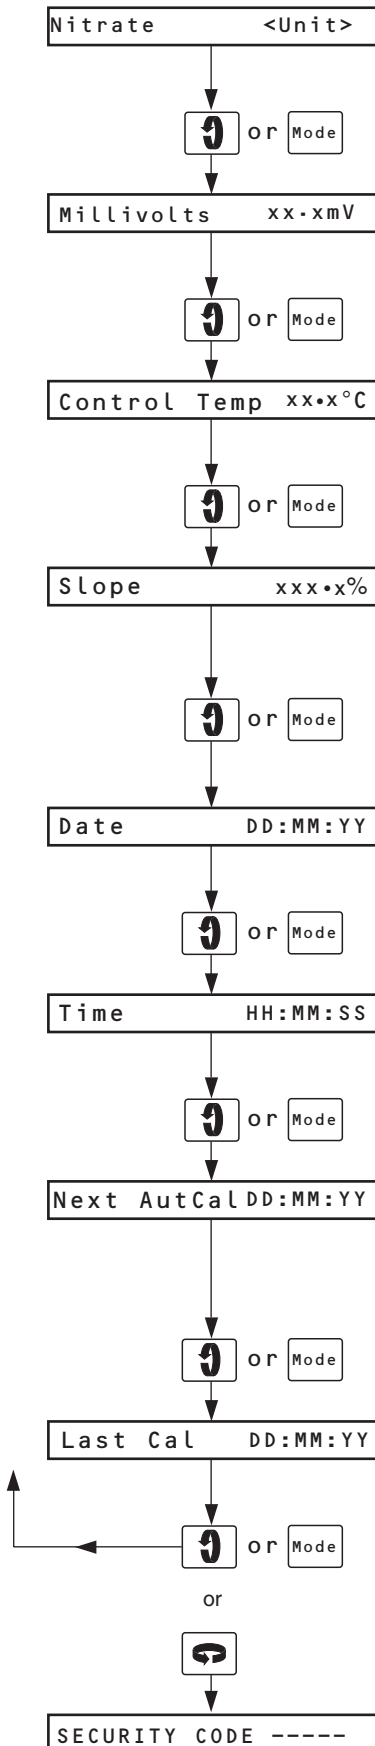 Nitrate <Unit>
or Mode
Millivolts xx.xmV
or Mode
Control Temp xx•x°C
or Mode
Slope xxx•x%
or Mode
Date DD:MM:YY
or Mode
Time HH:MM:SS
or Mode
Next AutCal DD:MM:YY
or Mode
Last Cal DD:MM:YY
or Mode
or
SECURITY CODE -----